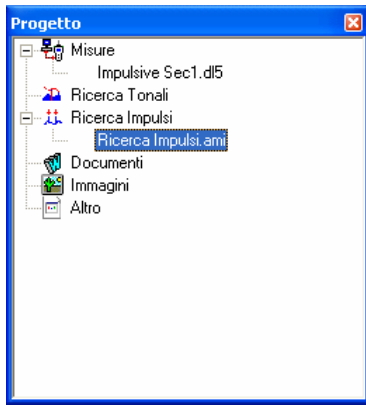 Progetto
Misure
Impulsive Sec1.dl5
Ricerca Tonali
Ricerca Impulsi
Ricerca Impulsi.ami
Documenti
Immagini
Altro